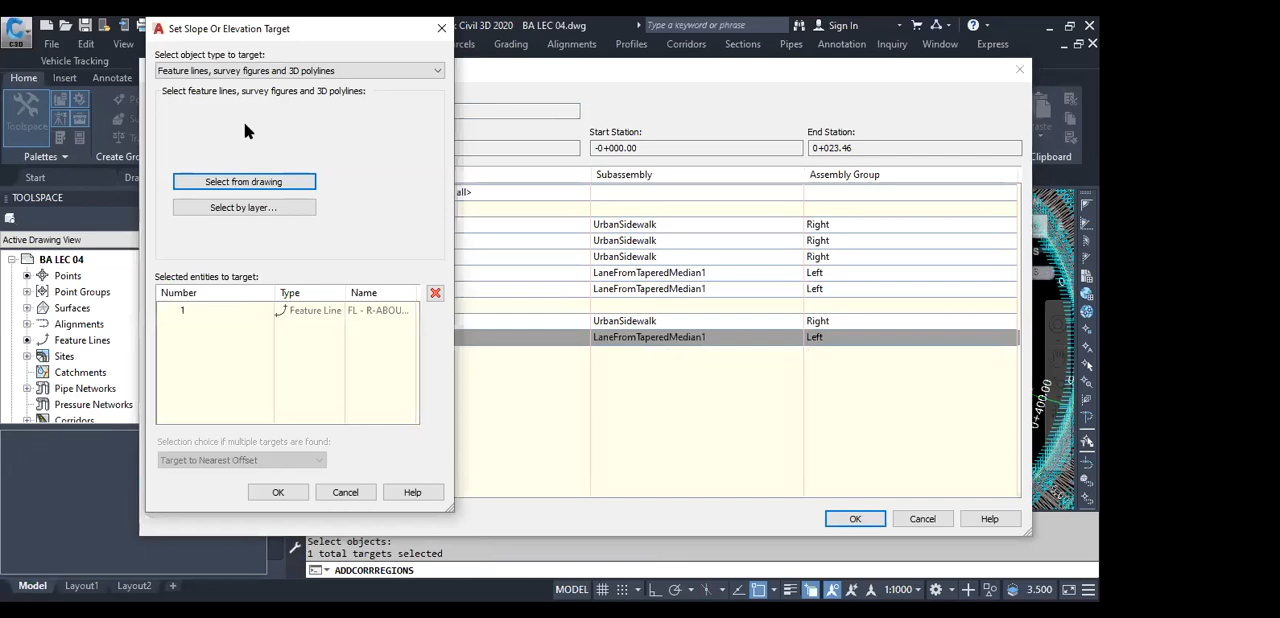 Set Slope Or Elevation Target
Civil 3D 2020 BA LEC 04.dwg
Type a keyword or phrase
Sign In
File Edit View
rcels Grading Alignments Profiles Corridors Sections Pipes Annotation Inquiry Window Express
Vehicle Tracking
Home Insert Annotate
Toolspace
Palettes
Create Gro
Start
TOOLSPACE
Active Drawing View
BA LEC 04
Points
Point Groups
Surfaces
Alignments
Feature Lines
Sites
Catchments
Pipe Networks
Pressure Networks
Corridors
Select object type to target:
Feature lines, survey figures and 3D polylines
Select feature lines, survey figures and 3D polylines:
Select from drawing
Select by layer...
Selected entities to target:
Number Type Name
1 Feature Line FL - R-ABOU...
Selection choice if multiple targets are found:
Target to Nearest Offset
OK Cancel Help
Start Station: End Station:
-0+000.00 0+023.46
Subassembly Assembly Group
all>
UrbanSidewalk Right
UrbanSidewalk Right
UrbanSidewalk Right
LaneFromTaperedMedian1 Left
LaneFromTaperedMedian1 Left
UrbanSidewalk Right
LaneFromTaperedMedian1 Left
OK Cancel Help
Clipboard
0+400.00
Select objects:
1 total targets selected
ADDCORRREGIONS
Model Layout1 Layout2 +
MODEL 1:1000 3.500